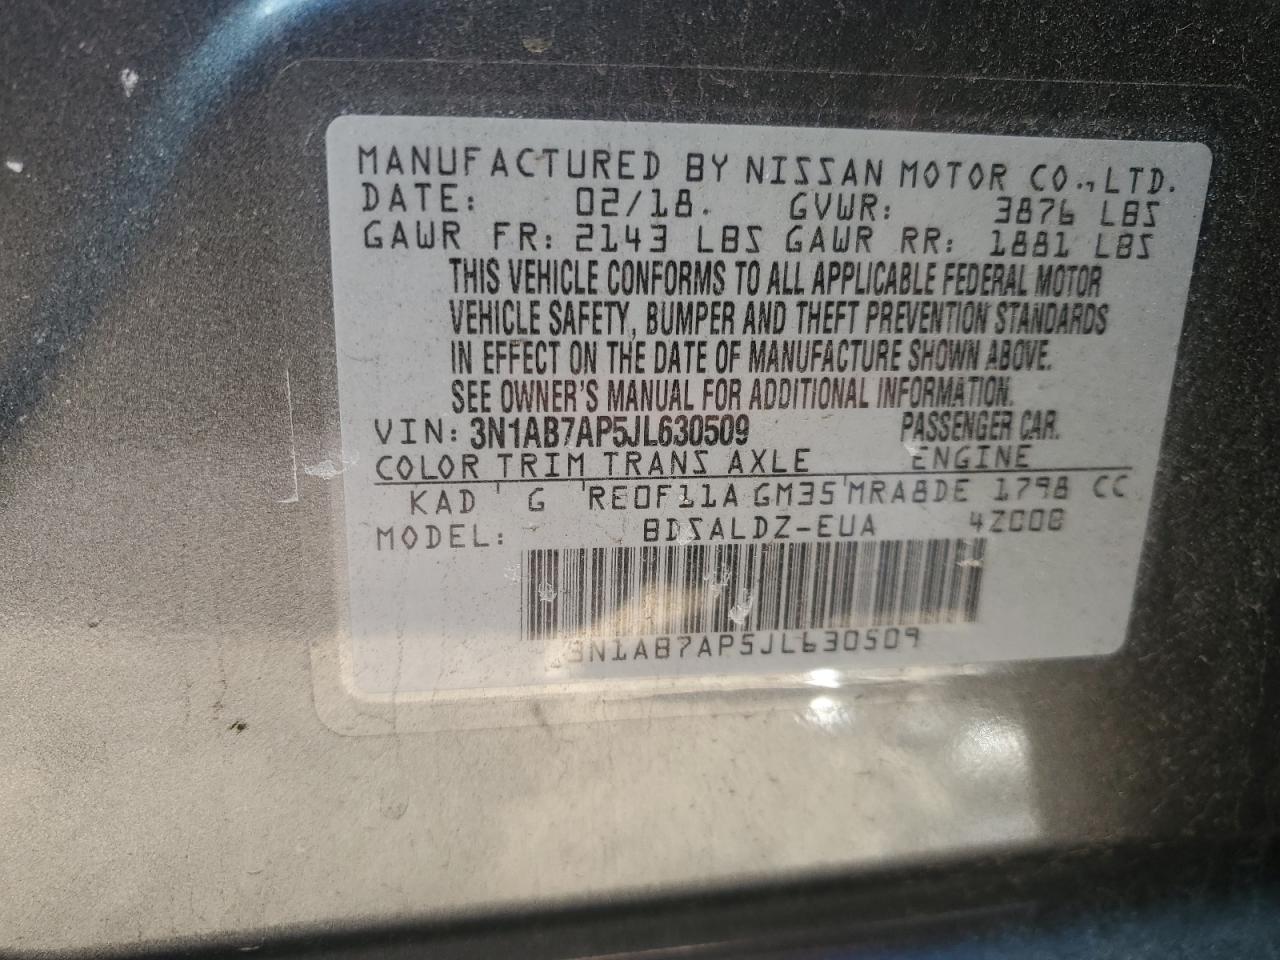 MANUFACTURED BY NISSAN MOTOR CO.,LTD.
DATE: 02/18. GVWR: 3876 LBS
GAWR FR: 2143 LBS GAWR RR: 1881 LBS
THIS VEHICLE CONFORMS TO ALL APPLICABLE FEDERAL MOTOR
VEHICLE SAFETY, BUMPER AND THEFT PREVENTION STANDARDS
IN EFFECT ON THE DATE OF MANUFACTURE SHOWN ABOVE.
SEE OWNER'S MANUAL FOR ADDITIONAL INFORMATION.
VIN: 3N1AB7AP5JL630509 PASSENGER CAR.
COLOR TRIM TRANS AXLE ENGINE
KAD G RE0F11A GM35 MRA8DE 1798 CC
MODEL: BDSALDZ-EUA
3N1AB7AP5JL630509